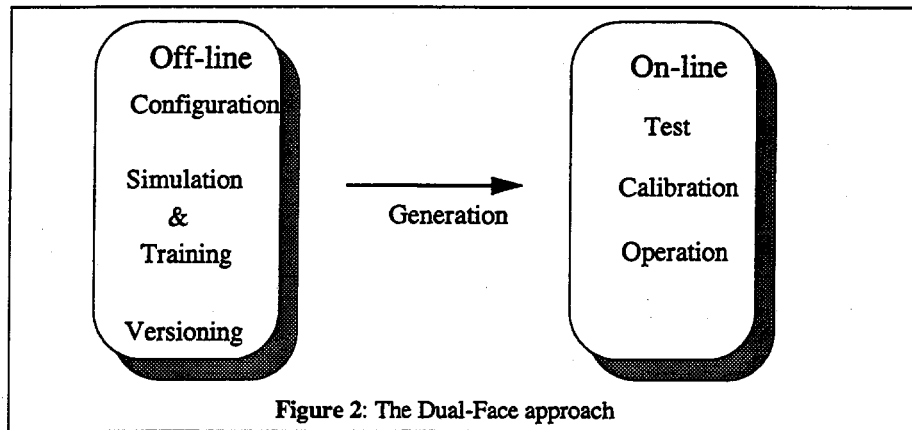 Off-line
Configuration
Simulation
&
Training
Versioning
Generation
On-line
Test
Calibration
Operation
Figure 2: The Dual-Face approach